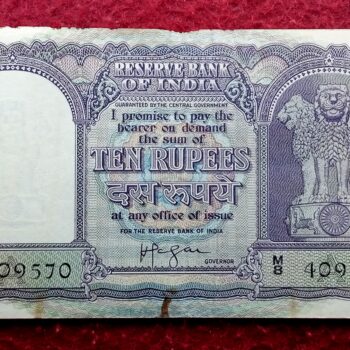 RESERVE BANK
OF INDIA
GUARANTEED BY THE CENTRAL GOVERNMENT
I promise to pay the
bearer on demand
the sum of
TEN RUPEES
दस रुपये
at any office of issue
FOR THE RESERVE BANK OF INDIA
GOVERNOR
09570
M/8 409